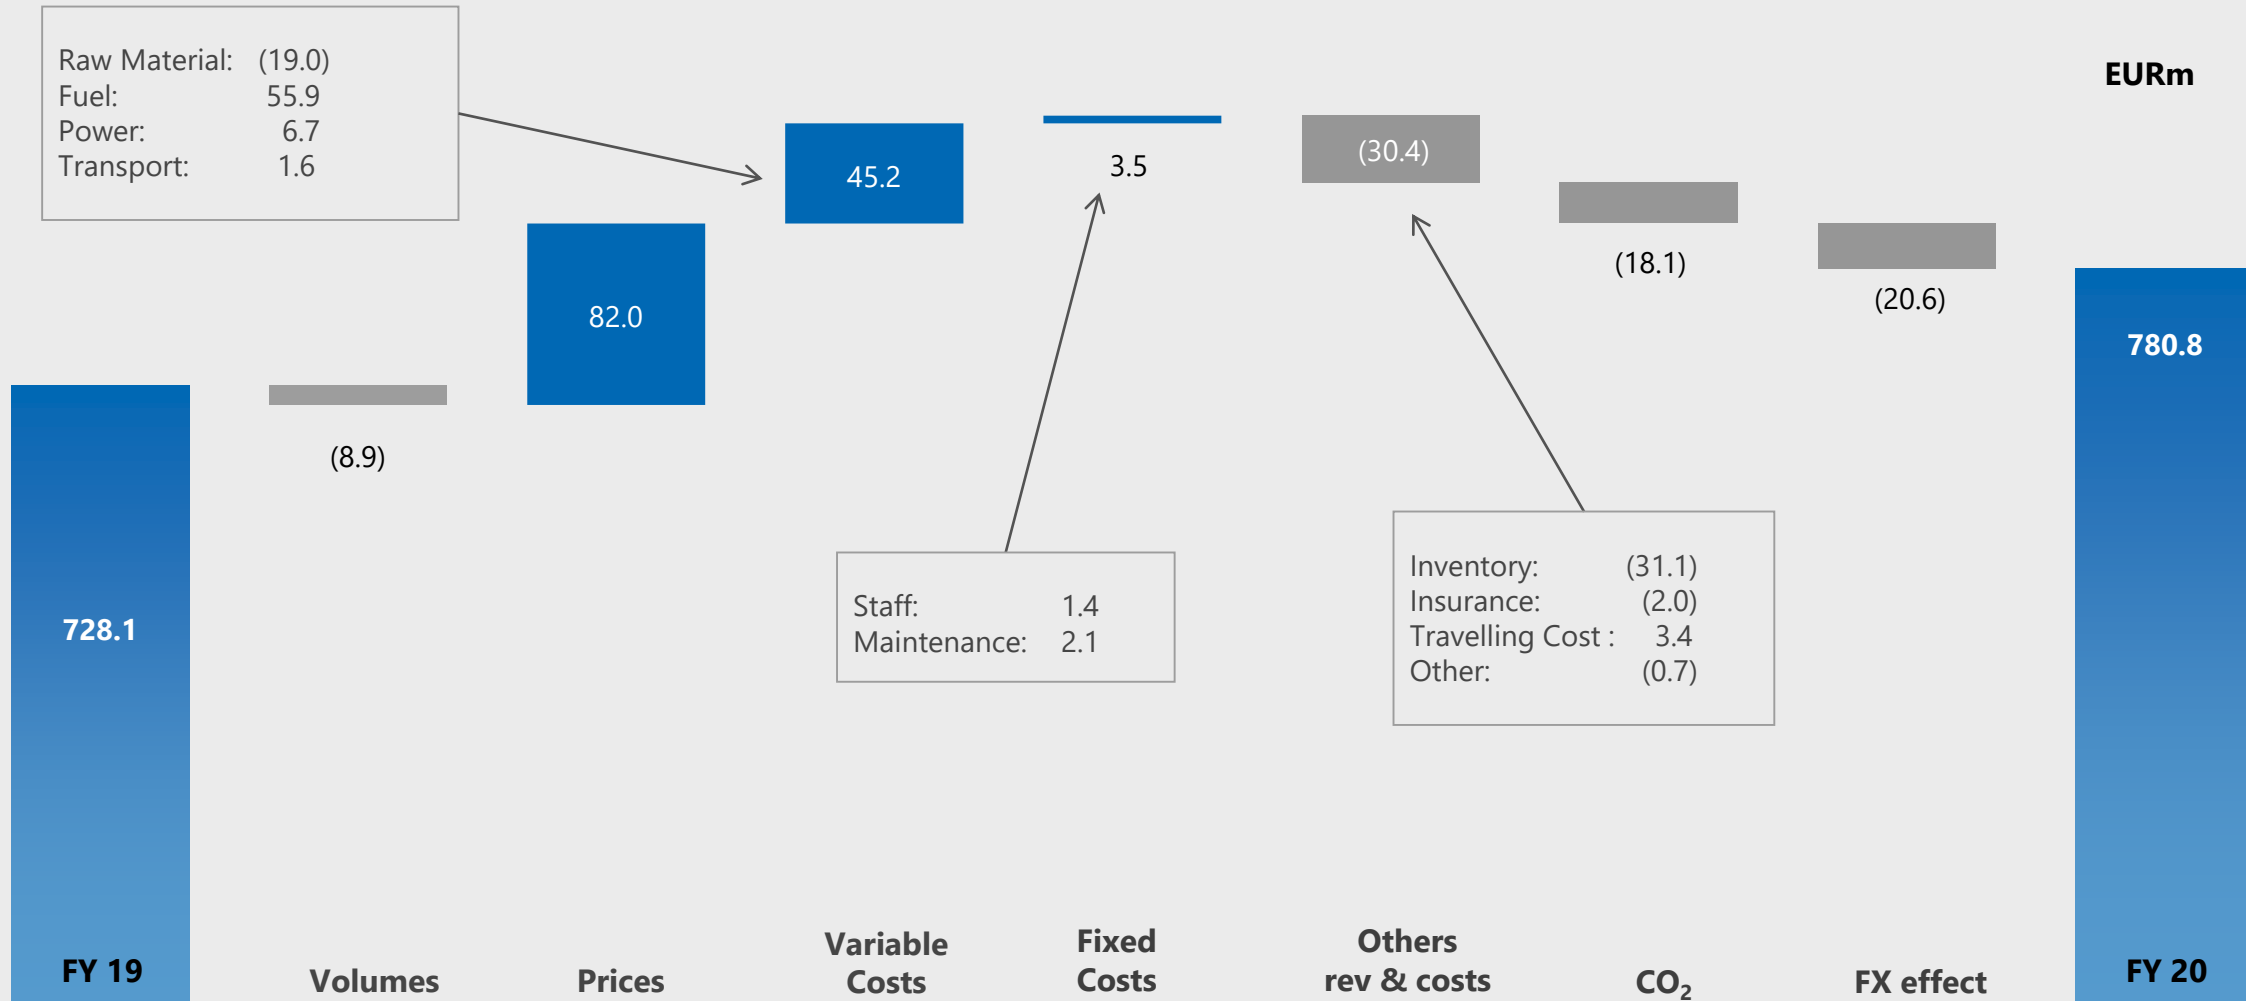 Raw Material: (19.0)
Fuel: 55.9
Power: 6.7
Transport: 1.6
EURm
45.2
3.5
(30.4)
(18.1)
(20.6)
82.0
780.8
(8.9)
728.1
Staff: 1.4
Maintenance: 2.1
Inventory: (31.1)
Insurance: (2.0)
Travelling Cost : 3.4
Other: (0.7)
FY 19
Volumes
Prices
Variable
Costs
Fixed
Costs
Others
rev & costs
CO₂
FX effect
FY 20